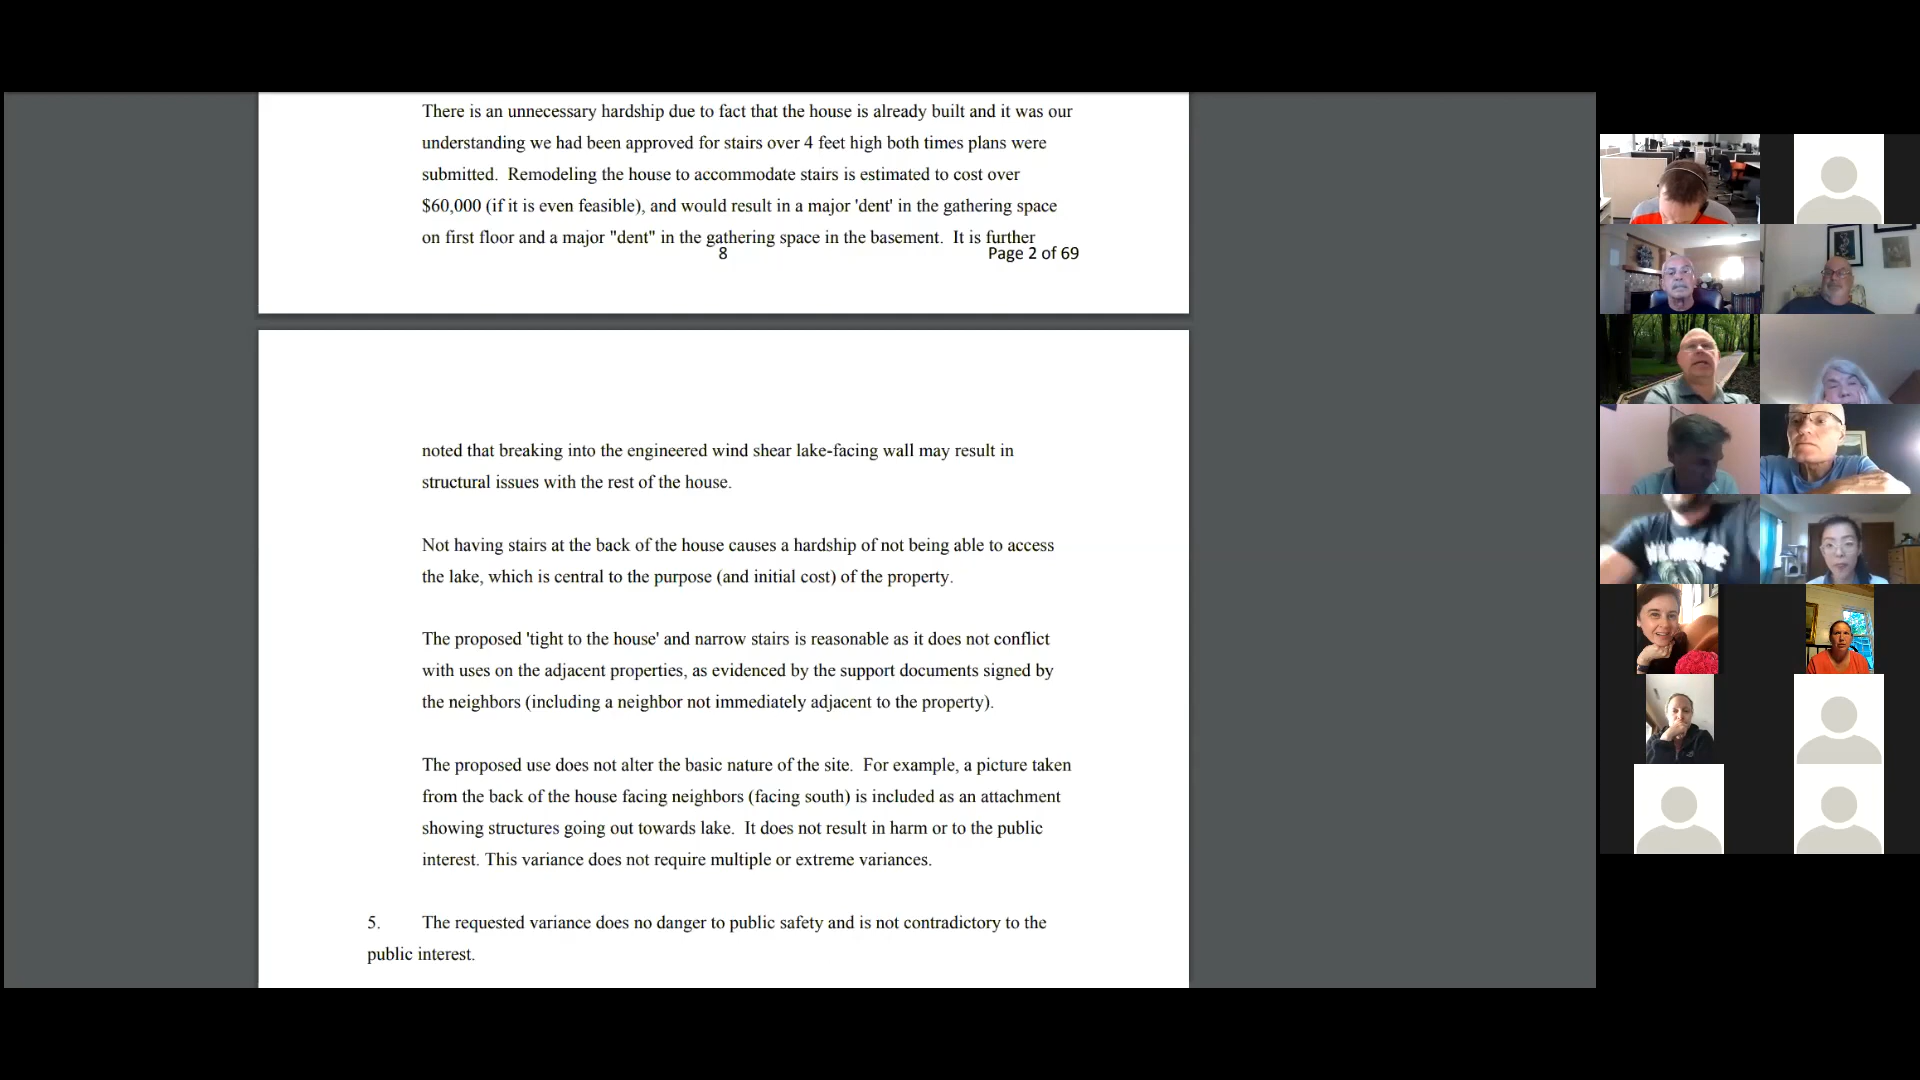 There is an unnecessary hardship due to fact that the house is already built and it was our
understanding we had been approved for stairs over 4 feet high both times plans were
submitted.  Remodeling the house to accommodate stairs is estimated to cost over
$60,000 (if it is even feasible), and would result in a major 'dent' in the gathering space
on first floor and a major "dent" in the gathering space in the basement.  It is further
8 Page 2 of 69
noted that breaking into the engineered wind shear lake-facing wall may result in
structural issues with the rest of the house.
Not having stairs at the back of the house causes a hardship of not being able to access
the lake, which is central to the purpose (and initial cost) of the property.
The proposed 'tight to the house' and narrow stairs is reasonable as it does not conflict
with uses on the adjacent properties, as evidenced by the support documents signed by
the neighbors (including a neighbor not immediately adjacent to the property).
The proposed use does not alter the basic nature of the site.  For example, a picture taken
from the back of the house facing neighbors (facing south) is included as an attachment
showing structures going out towards lake.  It does not result in harm or to the public
interest. This variance does not require multiple or extreme variances.
5. The requested variance does no danger to public safety and is not contradictory to the
public interest.